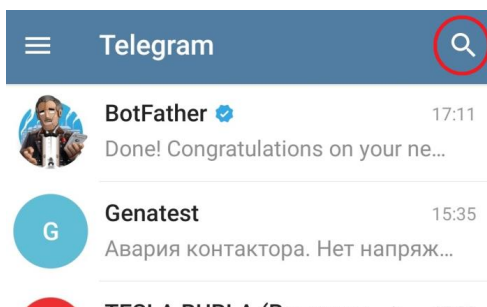 Telegram
BotFather 17:11
Done! Congratulations on your ne...
G
Genatest 15:35
Авария контактора. Нет напряж...